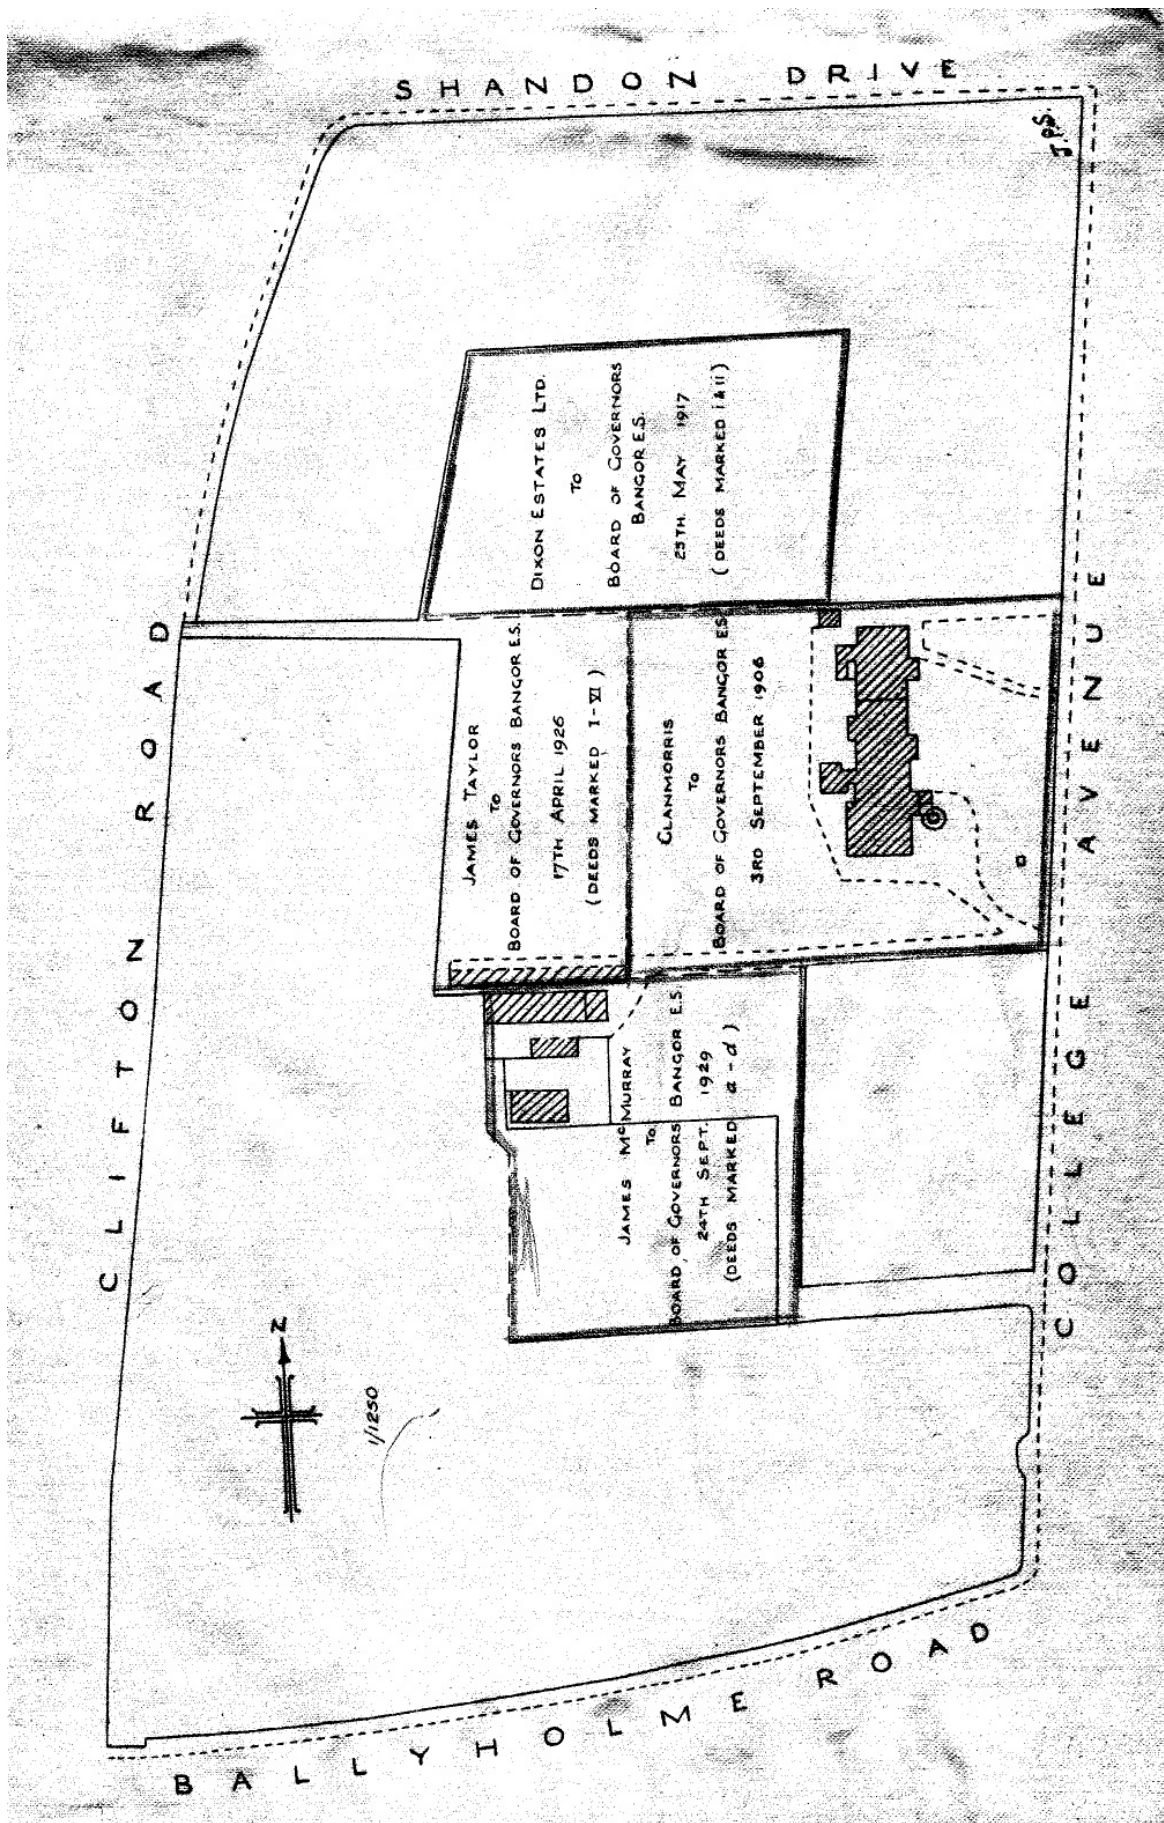 SHANDON DRIVE
J.P.S.
CLIFTON ROAD
DIXON ESTATES LTD.
TO
BOARD OF GOVERNORS
BANGOR E.S.
25TH. MAY 1917
(DEEDS MARKED i & ii)
JAMES TAYLOR
TO
BOARD OF GOVERNORS BANGOR E.S.
17TH APRIL 1926
(DEEDS MARKED I-VI)
CLANMORRIS
TO
BOARD OF GOVERNORS BANGOR E.S.
3RD SEPTEMBER 1906
JAMES McMURRAY
TO
BOARD OF GOVERNORS BANGOR E.S
24TH SEPT. 1929
(DEEDS MARKED a-d)
COLLEGE AVENUE
N
1/1250
BALLYHOLME ROAD